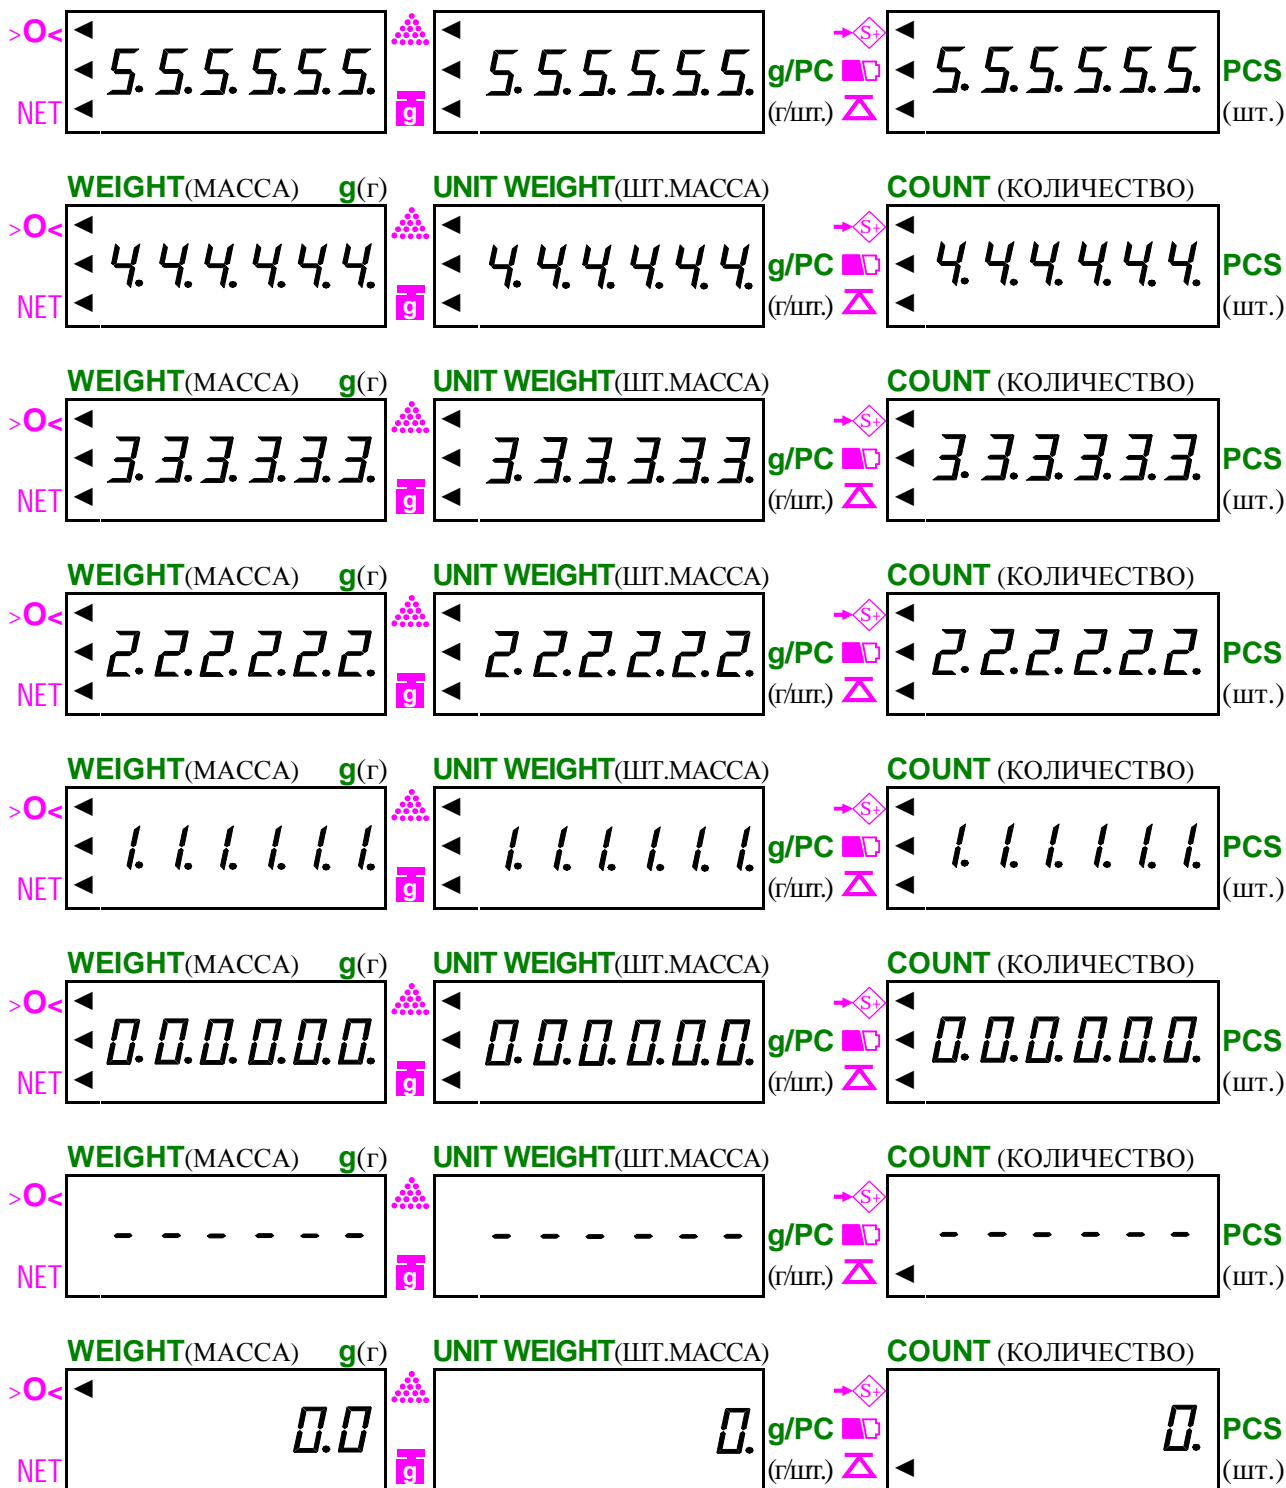 >O< 5.5.5.5.5.5. 5.5.5.5.5.5. g/PC S+ 5.5.5.5.5.5. PCS
NET g (г/шт.) (шт.)
WEIGHT(МАССА) g(г) UNIT WEIGHT(ШТ.МАССА) COUNT (КОЛИЧЕСТВО)
>O< 4.4.4.4.4.4. 4.4.4.4.4.4. g/PC S+ 4.4.4.4.4.4. PCS
NET g (г/шт.) (шт.)
WEIGHT(МАССА) g(г) UNIT WEIGHT(ШТ.МАССА) COUNT (КОЛИЧЕСТВО)
>O< 3.3.3.3.3.3. 3.3.3.3.3.3. g/PC S+ 3.3.3.3.3.3. PCS
NET g (г/шт.) (шт.)
WEIGHT(МАССА) g(г) UNIT WEIGHT(ШТ.МАССА) COUNT (КОЛИЧЕСТВО)
>O< 2.2.2.2.2.2. 2.2.2.2.2.2. g/PC S+ 2.2.2.2.2.2. PCS
NET g (г/шт.) (шт.)
WEIGHT(МАССА) g(г) UNIT WEIGHT(ШТ.МАССА) COUNT (КОЛИЧЕСТВО)
>O< 1.1.1.1.1.1. 1.1.1.1.1.1. g/PC S+ 1.1.1.1.1.1. PCS
NET g (г/шт.) (шт.)
WEIGHT(МАССА) g(г) UNIT WEIGHT(ШТ.МАССА) COUNT (КОЛИЧЕСТВО)
>O< 0.0.0.0.0.0. 0.0.0.0.0.0. g/PC S+ 0.0.0.0.0.0. PCS
NET g (г/шт.) (шт.)
WEIGHT(МАССА) g(г) UNIT WEIGHT(ШТ.МАССА) COUNT (КОЛИЧЕСТВО)
>O< - - - - - - - - - - - - g/PC S+ - - - - - - PCS
NET g (г/шт.) (шт.)
WEIGHT(МАССА) g(г) UNIT WEIGHT(ШТ.МАССА) COUNT (КОЛИЧЕСТВО)
>O< 0.0 0. g/PC S+ 0. PCS
NET g (г/шт.) (шт.)